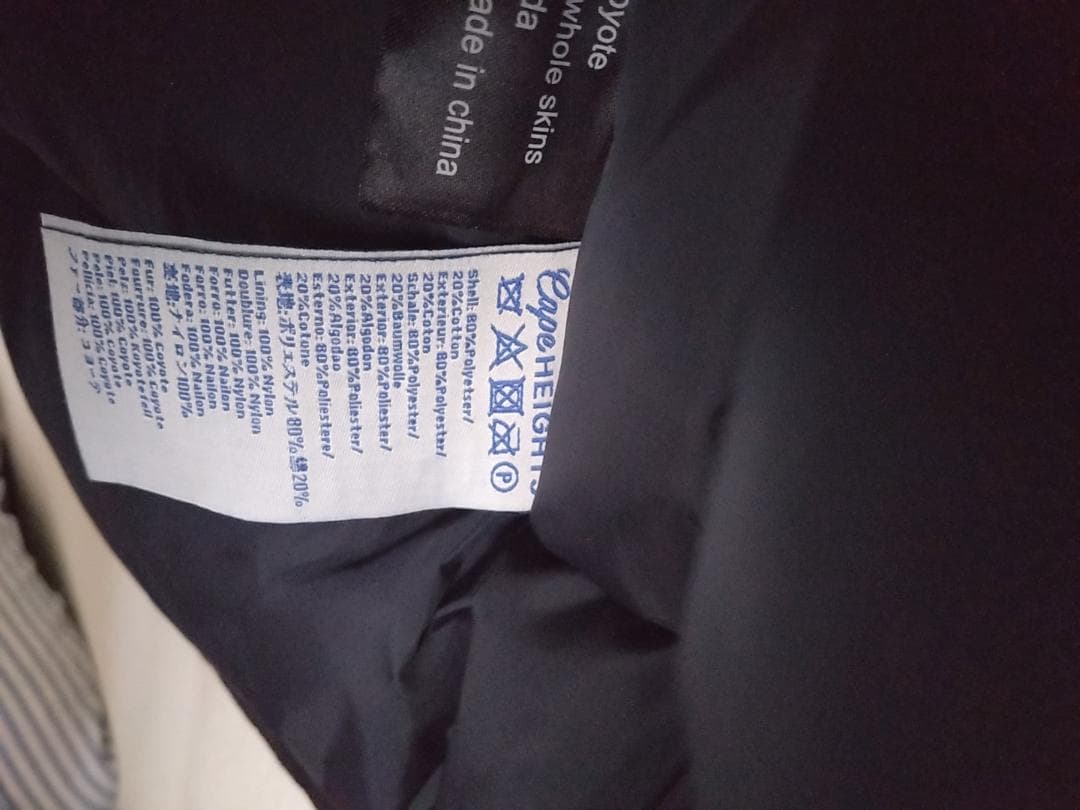 oyote
whole skins
da
ade in china
Cape HEIGHTS
P
Shell: 80%Polyetser/
20%Cotton
Exterieur: 80%Polyester/
20%Coton
Schale: 80%Polyester/
20%Baumwolle
Exterior: 80%Poliester/
20%Algodon
Exterior: 80%Poliester/
20%Algodao
Esterno: 80%Poliestere/
20%Cotone
表地:ポリエステル80%綿20%
Lining: 100% Nylon
Doublure: 100% Nylon
Futter: 100% Nylon
Forro: 100% Nailon
Forro: 100% Nailon
Fodera: 100% Nailon
裏地:ナイロン100%
Fur: 100% Coyote
Fourrure: 100% Coyote
Pelz: 100% Koyotefell
Piel: 100% Coyote
Pele: 100% Coyote
Pelliccia: 100% Coyote
ファー部分:コヨーテ